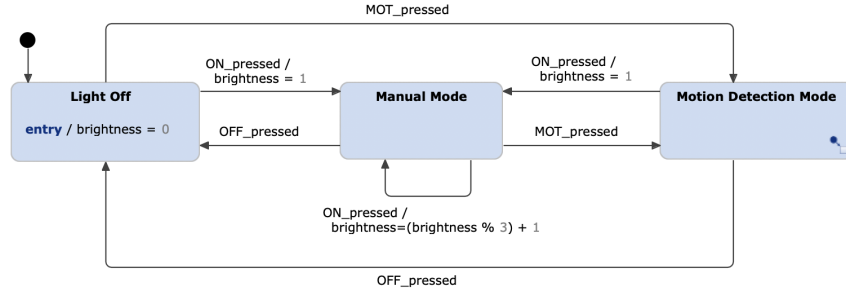 MOT_pressed
ON_pressed /
brightness = 1
ON_pressed /
brightness = 1
Light Off
Manual Mode
Motion Detection Mode
entry / brightness = 0
OFF_pressed
MOT_pressed
ON_pressed /
brightness=(brightness % 3) + 1
OFF_pressed